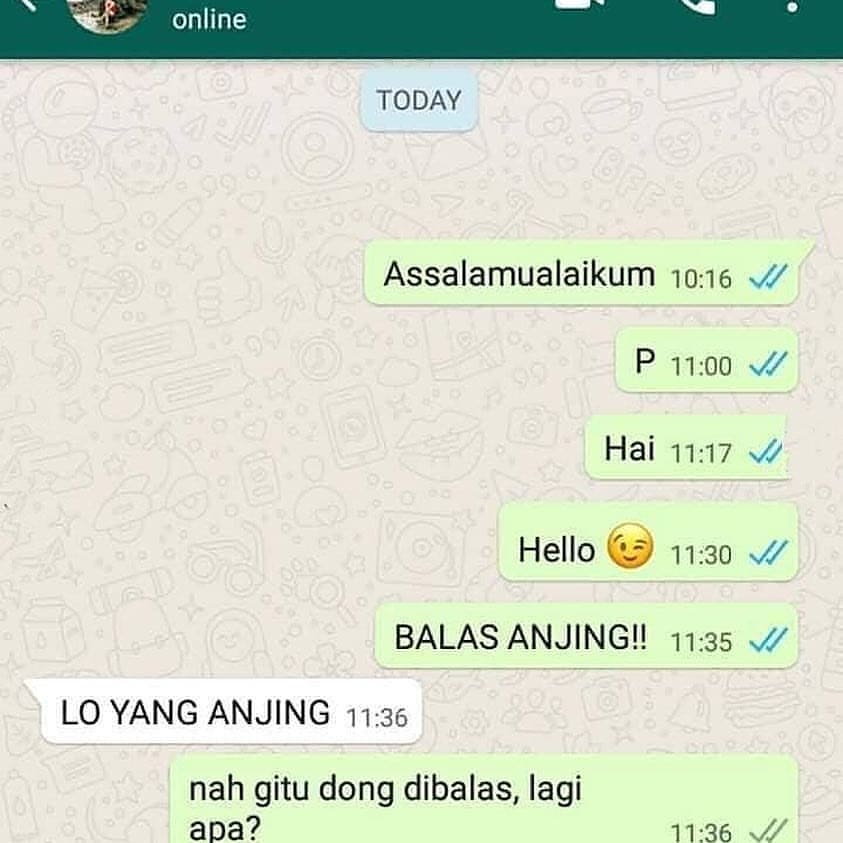 online
TODAY
Assalamualaikum 10:16
P 11:00
Hai 11:17
Hello 😉 11:30
BALAS ANJING!! 11:35
LO YANG ANJING 11:36
nah gitu dong dibalas, lagi
apa? 11:36